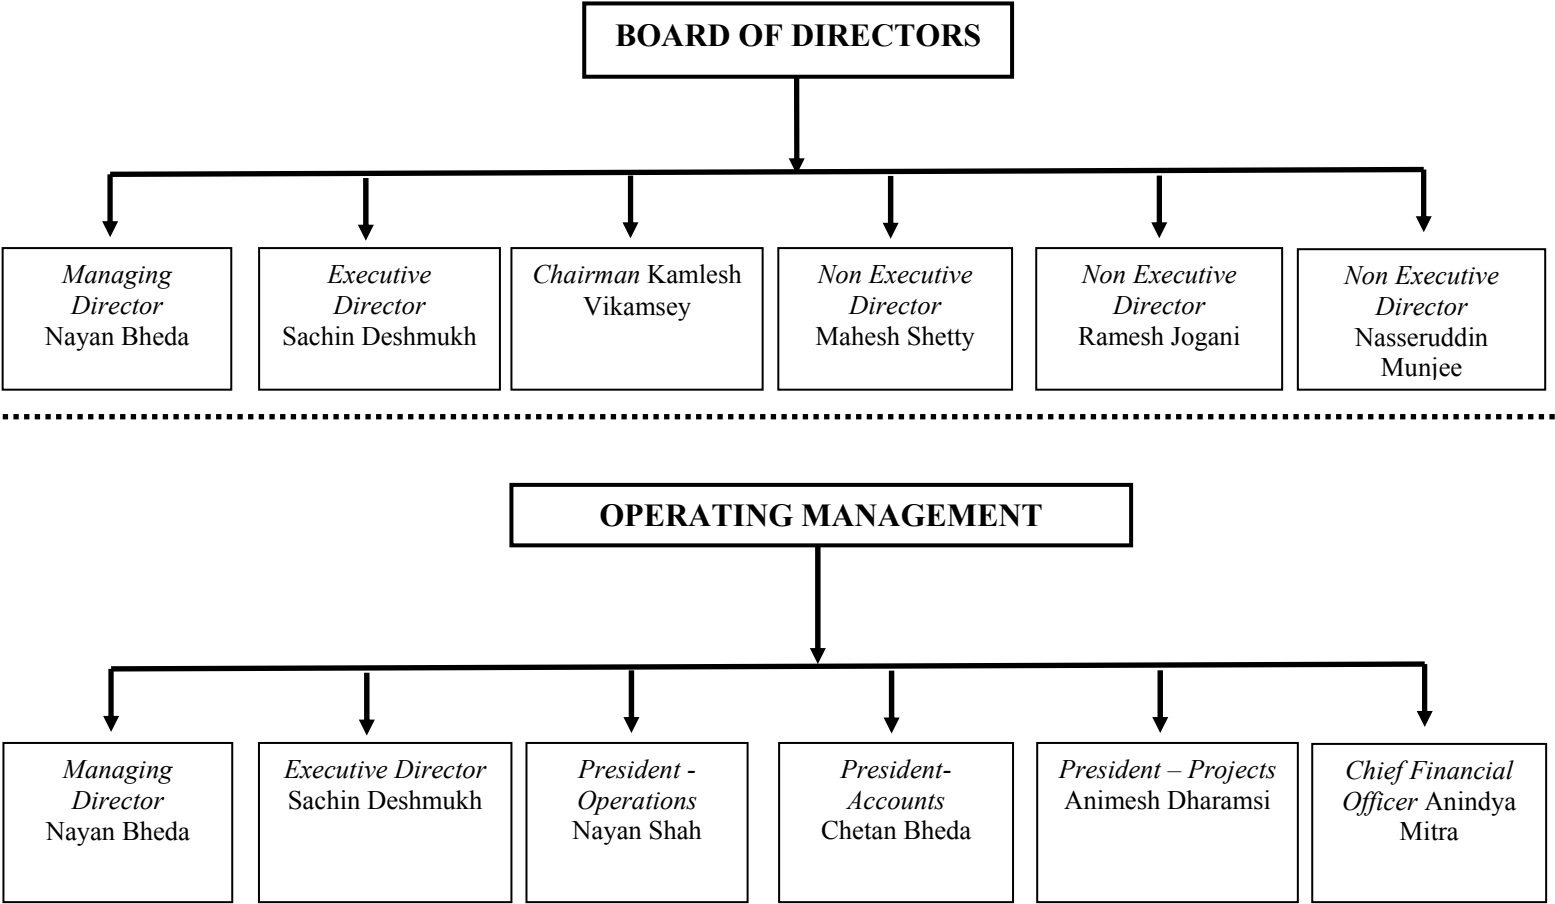 BOARD OF DIRECTORS
Managing
Director
Nayan Bheda
Executive
Director
Sachin Deshmukh
Chairman Kamlesh
Vikamsey
Non Executive
Director
Mahesh Shetty
Non Executive
Director
Ramesh Jogani
Non Executive
Director
Nasseruddin
Munjee
OPERATING MANAGEMENT
Managing
Director
Nayan Bheda
Executive Director
Sachin Deshmukh
President -
Operations
Nayan Shah
President-
Accounts
Chetan Bheda
President – Projects
Animesh Dharamsi
Chief Financial
Officer Anindya
Mitra